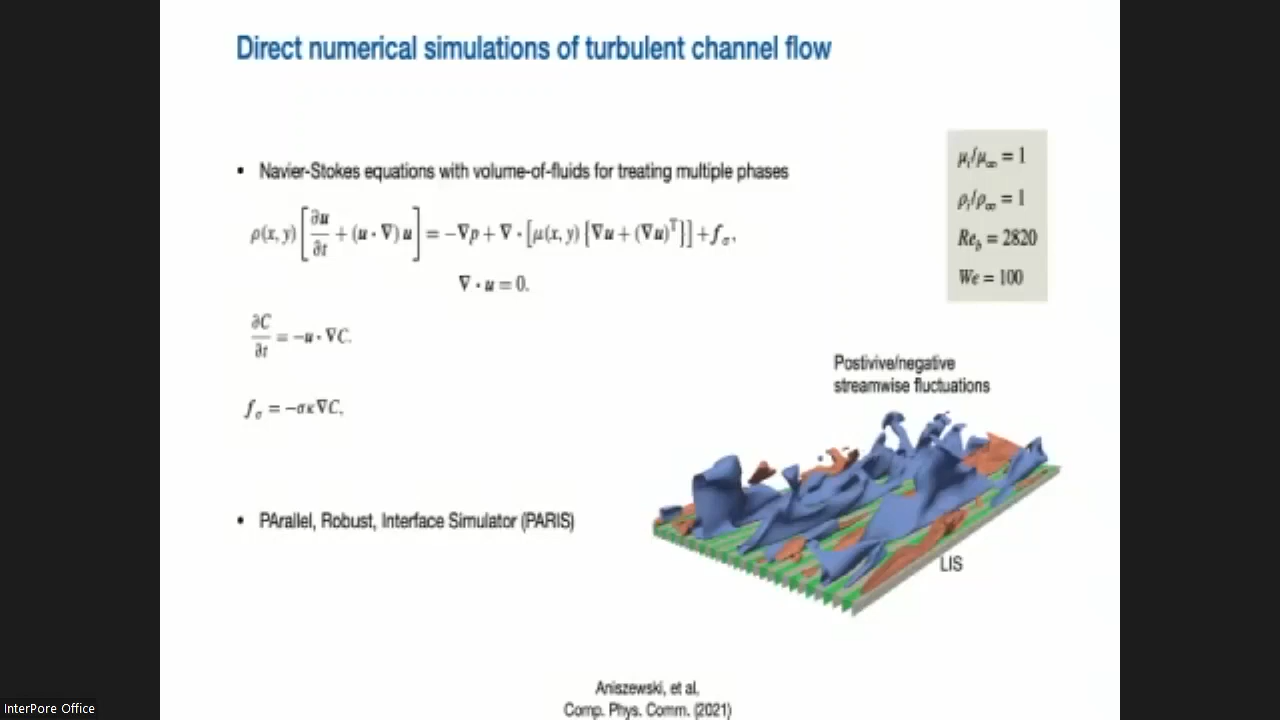 Direct numerical simulations of turbulent channel flow
• Navier-Stokes equations with volume-of-fluids for treating multiple phases
ρ(x, y) [∂u/∂t + (u · ∇) u] = −∇p + ∇ · [μ(x, y) {∇u + (∇u)ᵀ}] + f_σ,
∇ · u = 0.
∂C/∂t = −u · ∇C.
f_σ = −σκ∇C,
• PArallel, Robust, Interface Simulator (PARIS)
μᵢ/μ_∞ = 1
ρᵢ/ρ_∞ = 1
Re_b = 2820
We = 100
Postivive/negative
streamwise fluctuations
LIS
Aniszewski, et al,
Comp. Phys. Comm. (2021)
InterPore Office